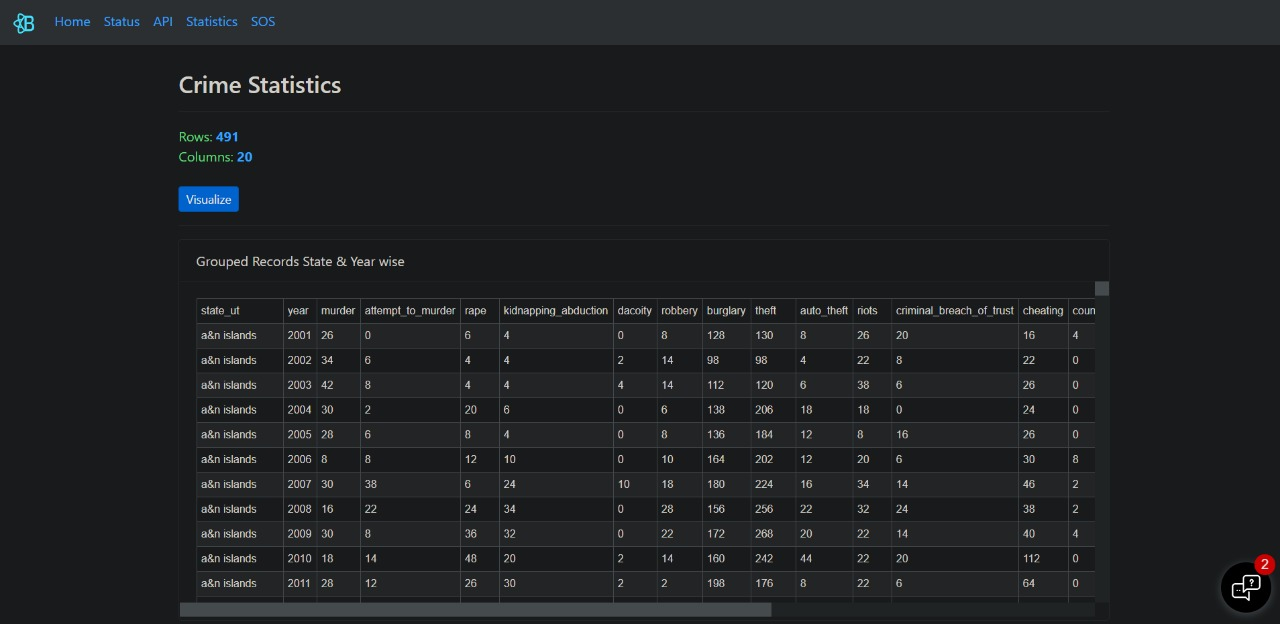 Home Status API Statistics SOS
Crime Statistics
Rows: 491
Columns: 20
Visualize
Grouped Records State & Year wise
state_ut year murder attempt_to_murder rape kidnapping_abduction dacoity robbery burglary theft auto_theft riots criminal_breach_of_trust cheating coun
a&n islands 2001 26 0 6 4 0 8 128 130 8 26 20 16 4
a&n islands 2002 34 6 4 4 2 14 98 98 4 22 8 22 0
a&n islands 2003 42 8 4 4 4 14 112 120 6 38 6 26 0
a&n islands 2004 30 2 20 6 0 6 138 206 18 18 0 24 0
a&n islands 2005 28 6 8 4 0 8 136 184 12 8 16 26 0
a&n islands 2006 8 8 12 10 0 10 164 202 12 20 6 30 8
a&n islands 2007 30 38 6 24 10 18 180 224 16 34 14 46 2
a&n islands 2008 16 22 24 34 0 28 156 256 22 32 24 38 2
a&n islands 2009 30 8 36 32 0 22 172 268 20 22 14 40 4
a&n islands 2010 18 14 48 20 2 14 160 242 44 22 20 112 0
a&n islands 2011 28 12 26 30 2 2 198 176 8 22 6 64 0
2